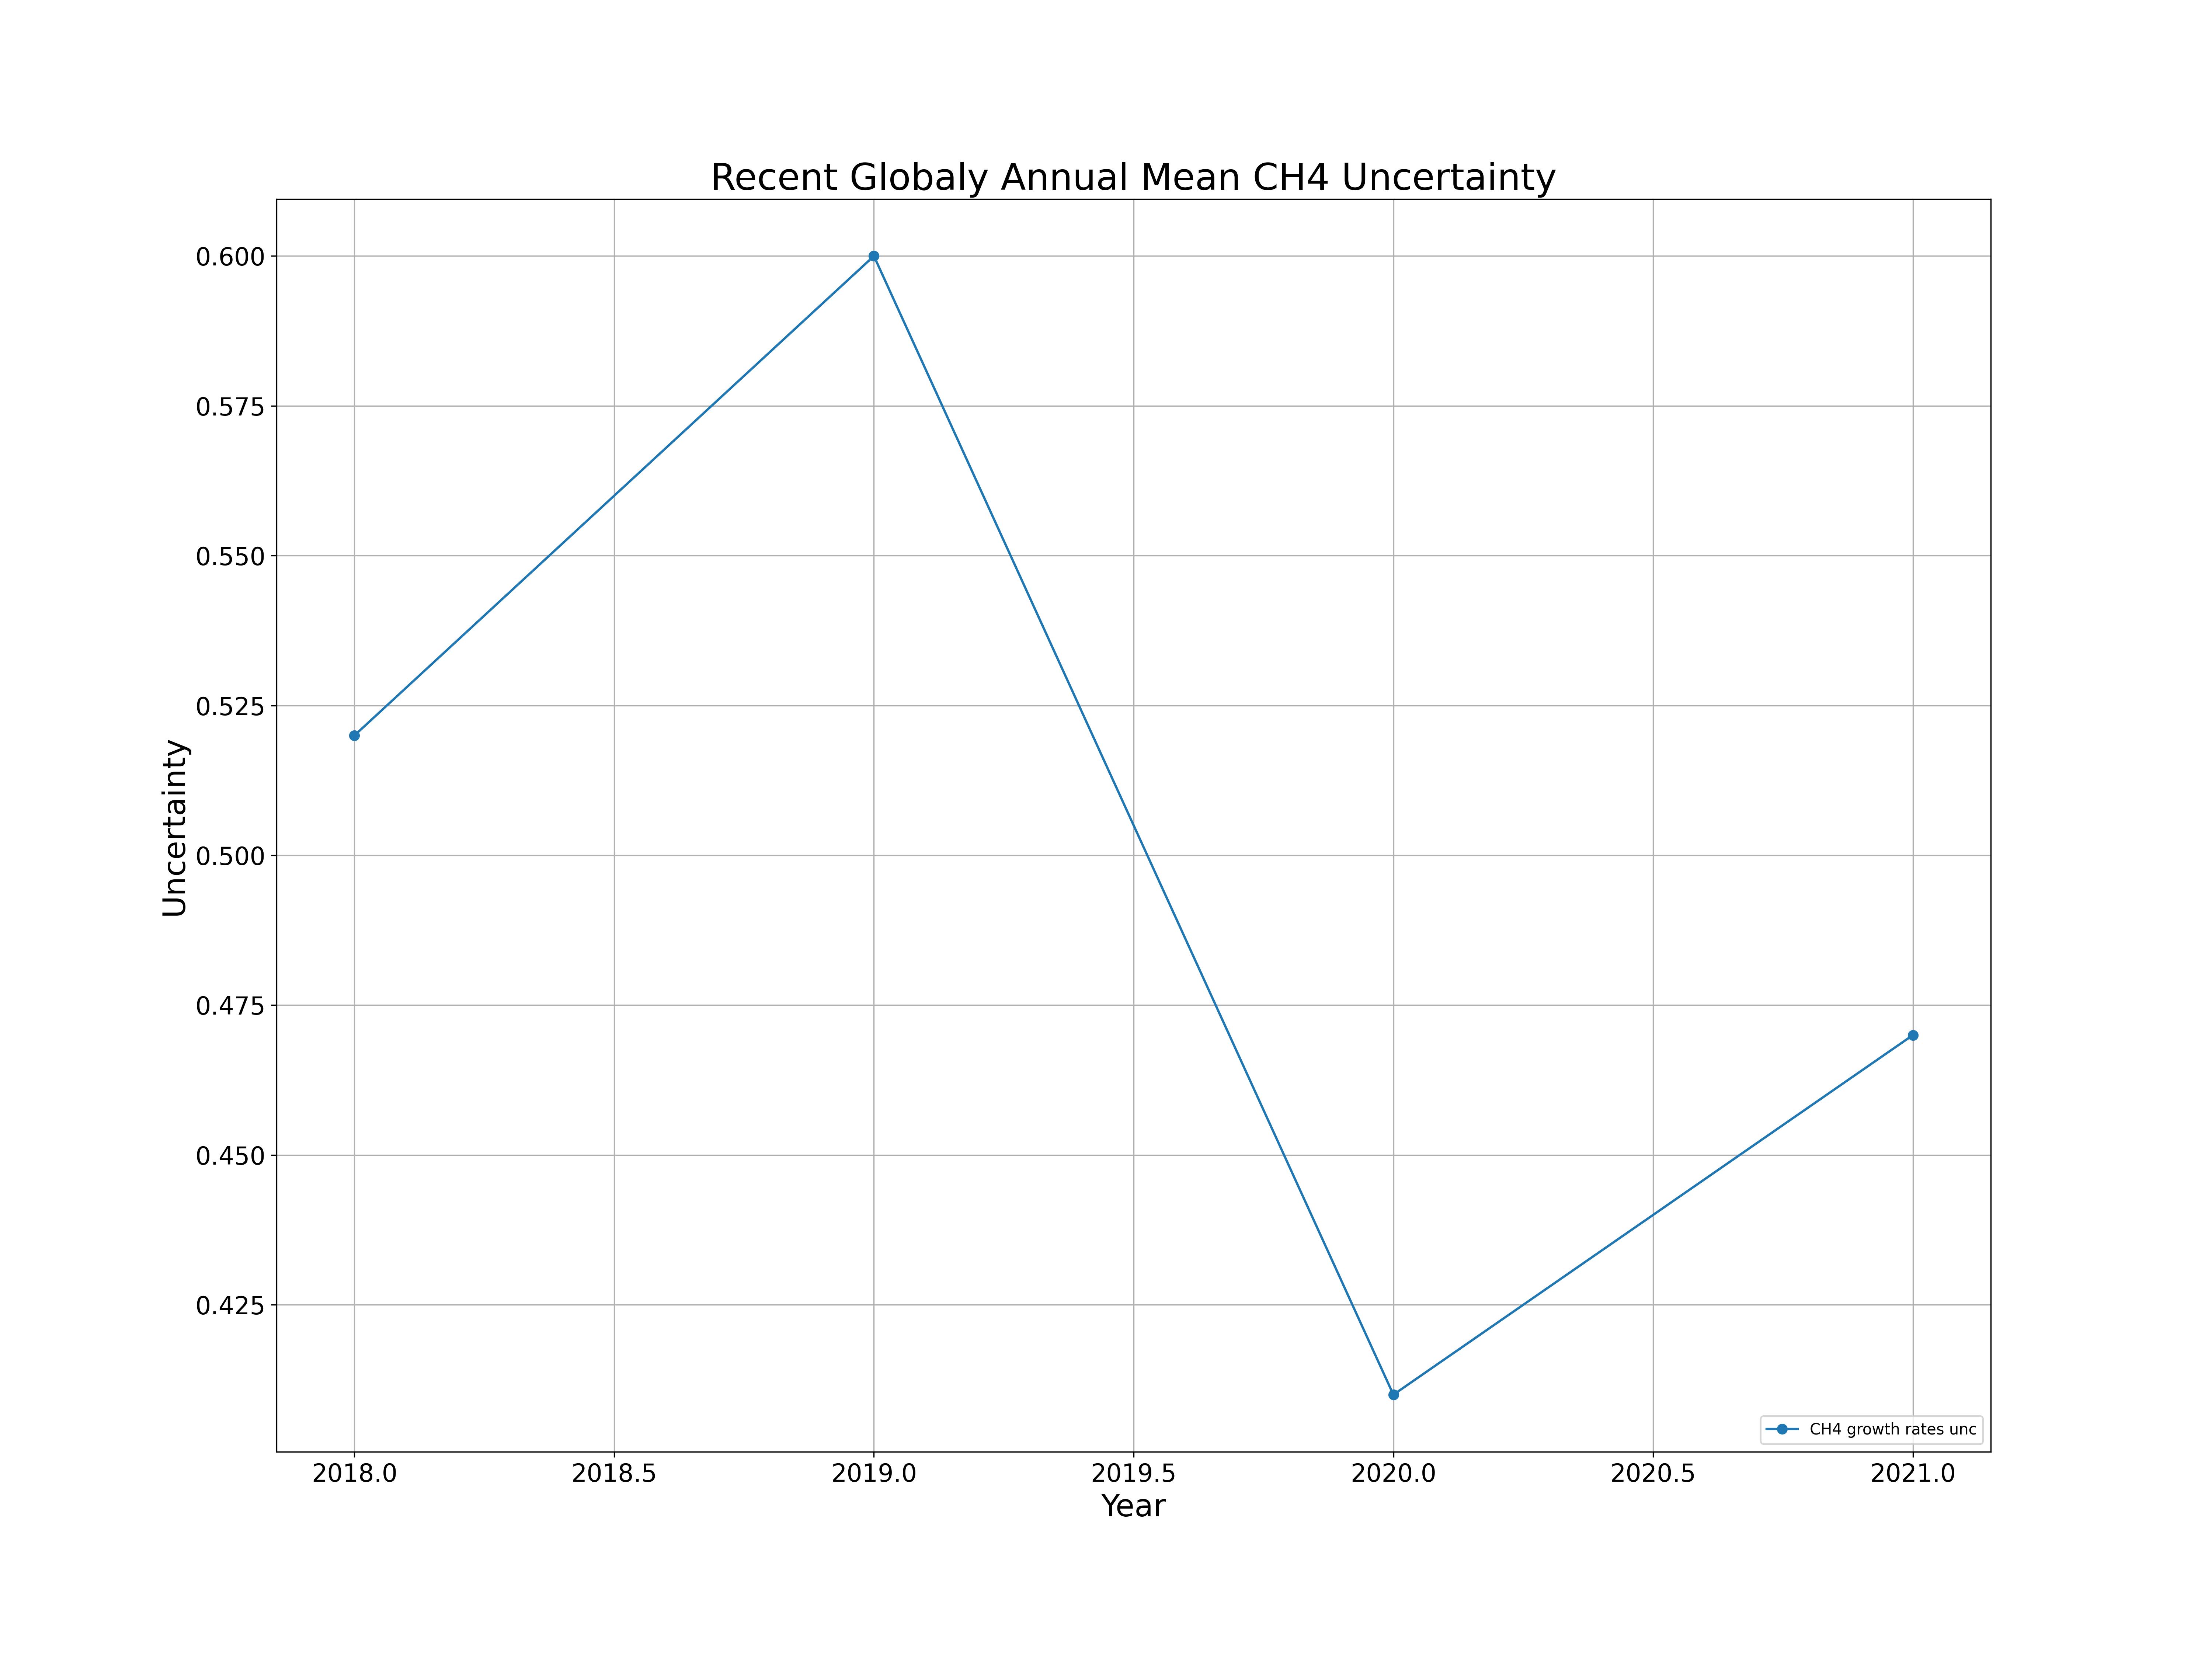 Recent Globaly Annual Mean CH4 Uncertainty
0.600
0.575
0.550
0.525
0.500
0.475
0.450
0.425
Uncertainty
CH4 growth rates unc
2018.0 2018.5 2019.0 2019.5 2020.0 2020.5 2021.0
Year